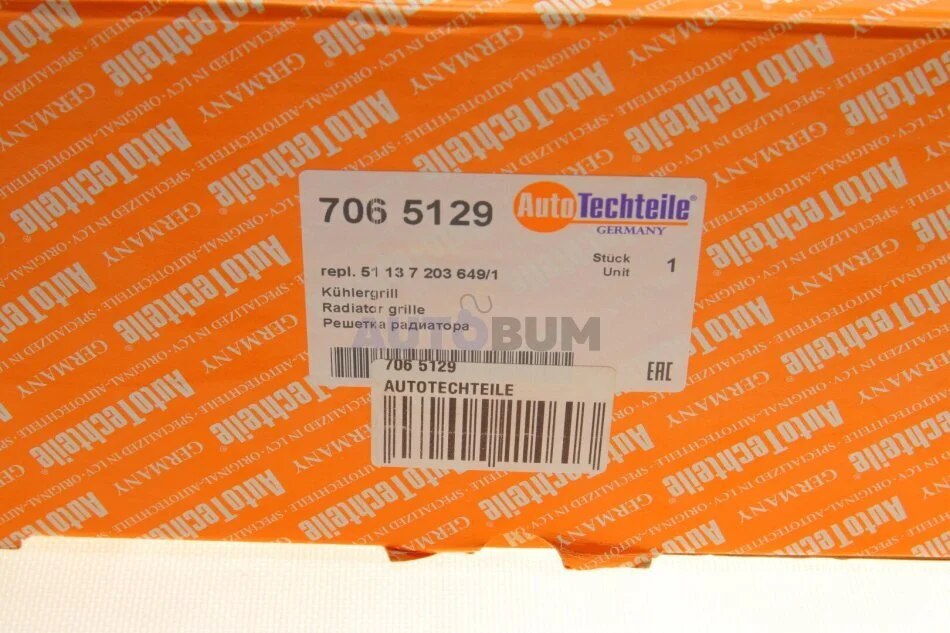 706 5129
AutoTechteile®
GERMANY
Stück
Unit
1
repl. 51 13 7 203 649/1
Kühlergrill
Radiator grille
Решетка радиатора
AUTOBUM
EAC
706 5129
AUTOTECHTEILE
AutoTechteile®
GERMANY
SPECIALIZED IN LCV · ORIGINAL · AUTOTECHTEILE